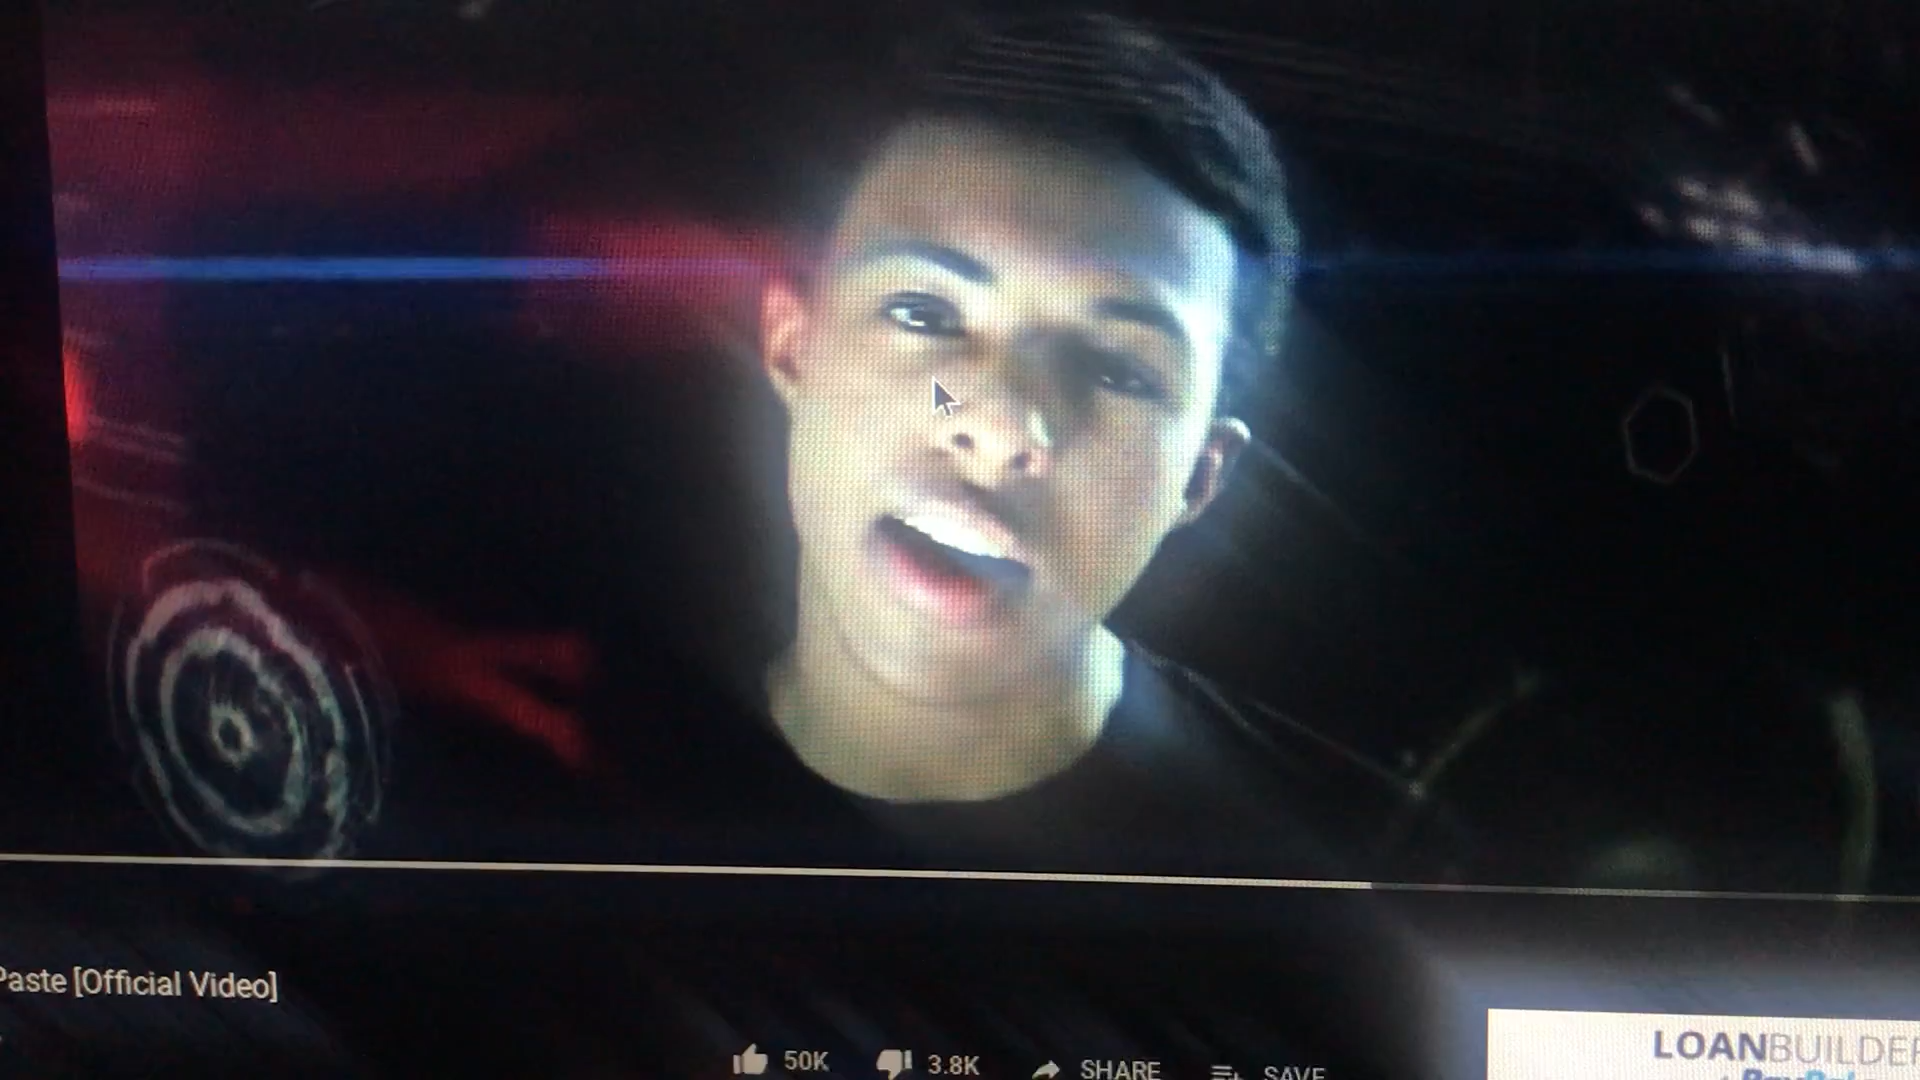 Paste [Official Video]
50K
3.8K
SHARE
SAVE
LOANBUILDER